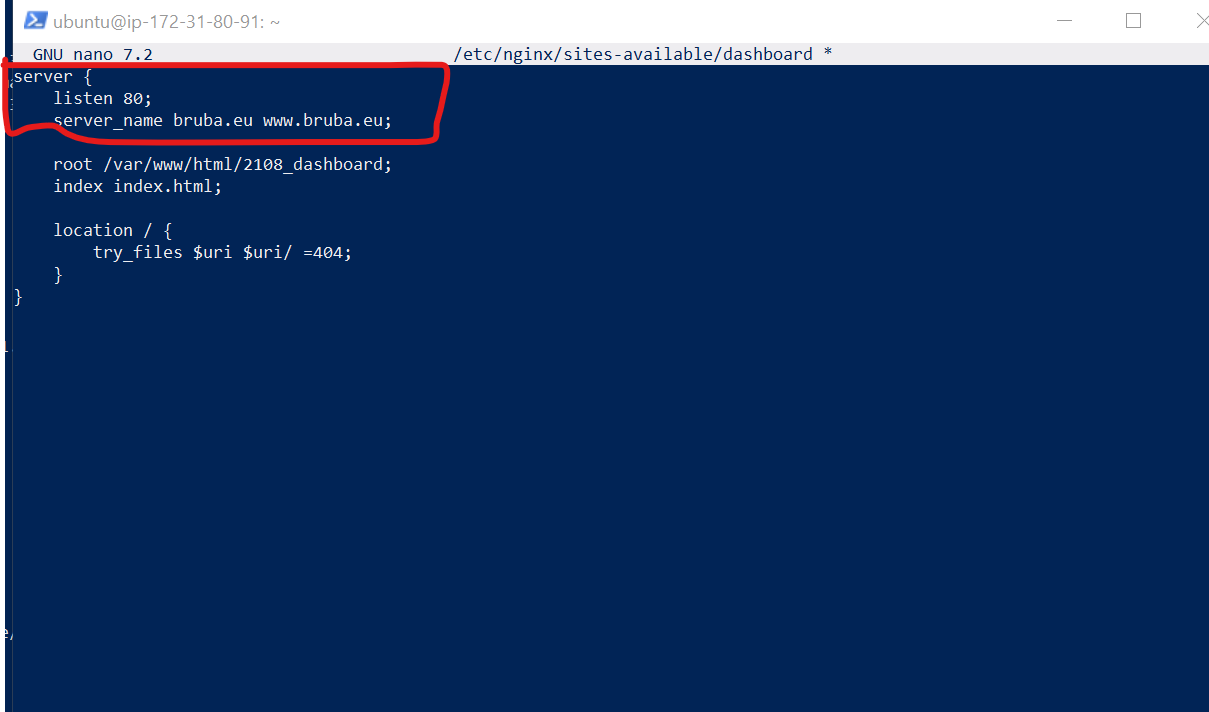 ubuntu@ip-172-31-80-91: ~
GNU nano 7.2 /etc/nginx/sites-available/dashboard *
server {
    listen 80;
    server_name bruba.eu www.bruba.eu;

    root /var/www/html/2108_dashboard;
    index index.html;

    location / {
        try_files $uri $uri/ =404;
    }
}